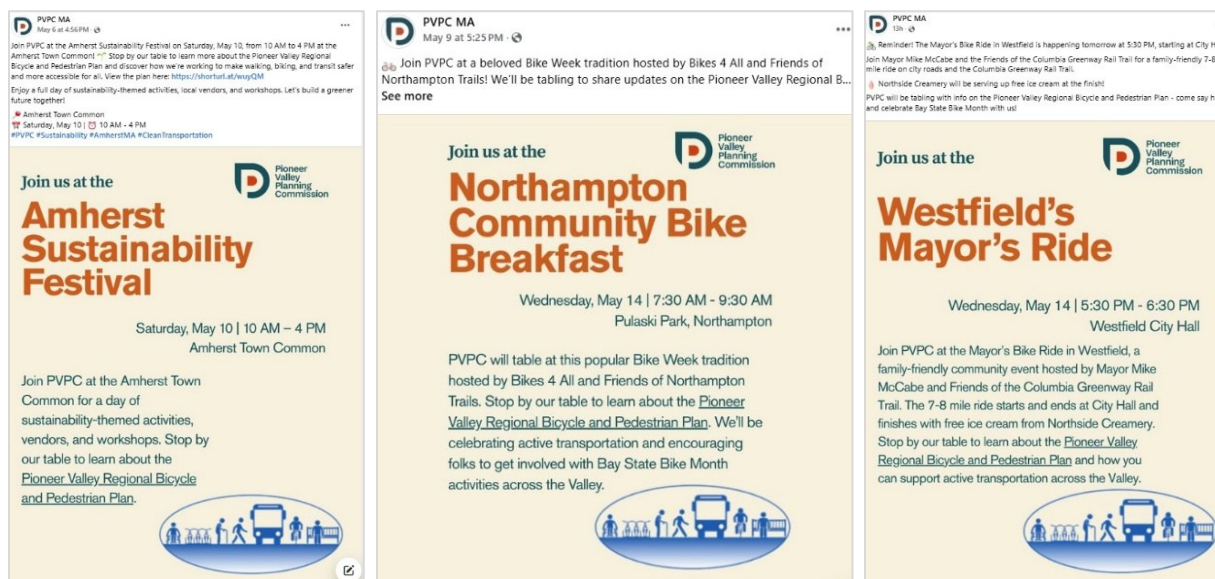 PVPC MA
May 6 at 4:56 PM ·
Join PVPC at the Amherst Sustainability Festival on Saturday, May 10, from 10 AM to 4 PM at the
Amherst Town Common! Stop by our table to learn more about the Pioneer Valley Regional
Bicycle and Pedestrian Plan and discover how we're working to make walking, biking, and transit safer
and more accessible for all. View the plan here: https://shorturl.at/wuyQM
Enjoy a full day of sustainability-themed activities, local vendors, and workshops. Let's build a greener
future together!
Amherst Town Common
Saturday, May 10 | 10 AM - 4 PM
#PVPC #Sustainability #AmherstMA #CleanTransportation
Join us at the
Pioneer
Valley
Planning
Commission
Amherst
Sustainability
Festival
Saturday, May 10 | 10 AM – 4 PM
Amherst Town Common
Join PVPC at the Amherst Town
Common for a day of
sustainability-themed activities,
vendors, and workshops. Stop by
our table to learn about the
Pioneer Valley Regional Bicycle
and Pedestrian Plan.
PVPC MA
May 9 at 5:25 PM ·
Join PVPC at a beloved Bike Week tradition hosted by Bikes 4 All and Friends of
Northampton Trails! We'll be tabling to share updates on the Pioneer Valley Regional B...
See more
Join us at the
Pioneer
Valley
Planning
Commission
Northampton
Community Bike
Breakfast
Wednesday, May 14 | 7:30 AM - 9:30 AM
Pulaski Park, Northampton
PVPC will table at this popular Bike Week tradition
hosted by Bikes 4 All and Friends of Northampton
Trails. Stop by our table to learn about the Pioneer
Valley Regional Bicycle and Pedestrian Plan. We'll be
celebrating active transportation and encouraging
folks to get involved with Bay State Bike Month
activities across the Valley.
PVPC MA
13h ·
Reminder! The Mayor's Bike Ride in Westfield is happening tomorrow at 5:30 PM, starting at City H
Join Mayor Mike McCabe and the Friends of the Columbia Greenway Rail Trail for a family-friendly 7-8
mile ride on city roads and the Columbia Greenway Rail Trail.
Northside Creamery will be serving up free ice cream at the finish!
PVPC will be tabling with info on the Pioneer Valley Regional Bicycle and Pedestrian Plan - come say h
and celebrate Bay State Bike Month with us!
Join us at the
Pioneer
Valley
Planning
Commission
Westfield's
Mayor's Ride
Wednesday, May 14 | 5:30 PM - 6:30 PM
Westfield City Hall
Join PVPC at the Mayor's Bike Ride in Westfield, a
family-friendly community event hosted by Mayor Mike
McCabe and Friends of the Columbia Greenway Rail
Trail. The 7-8 mile ride starts and ends at City Hall and
finishes with free ice cream from Northside Creamery.
Stop by our table to learn about the Pioneer Valley
Regional Bicycle and Pedestrian Plan and how you
can support active transportation across the Valley.